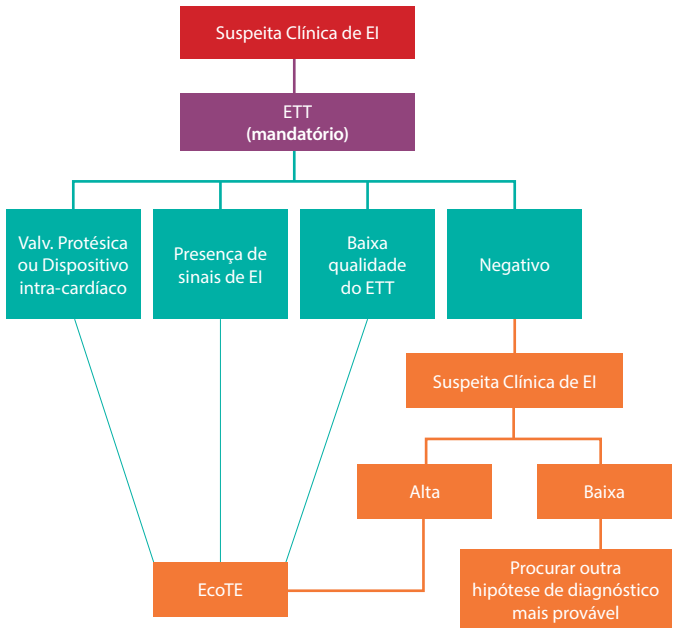 Suspeita Clínica de EI
ETT
(mandatório)
Valv. Protésica
ou Dispositivo
intra-cardíaco
Presença de
sinais de EI
Baixa
qualidade
do ETT
Negativo
Suspeita Clínica de EI
Alta
Baixa
EcoTE
Procurar outra
hipótese de diagnóstico
mais provável